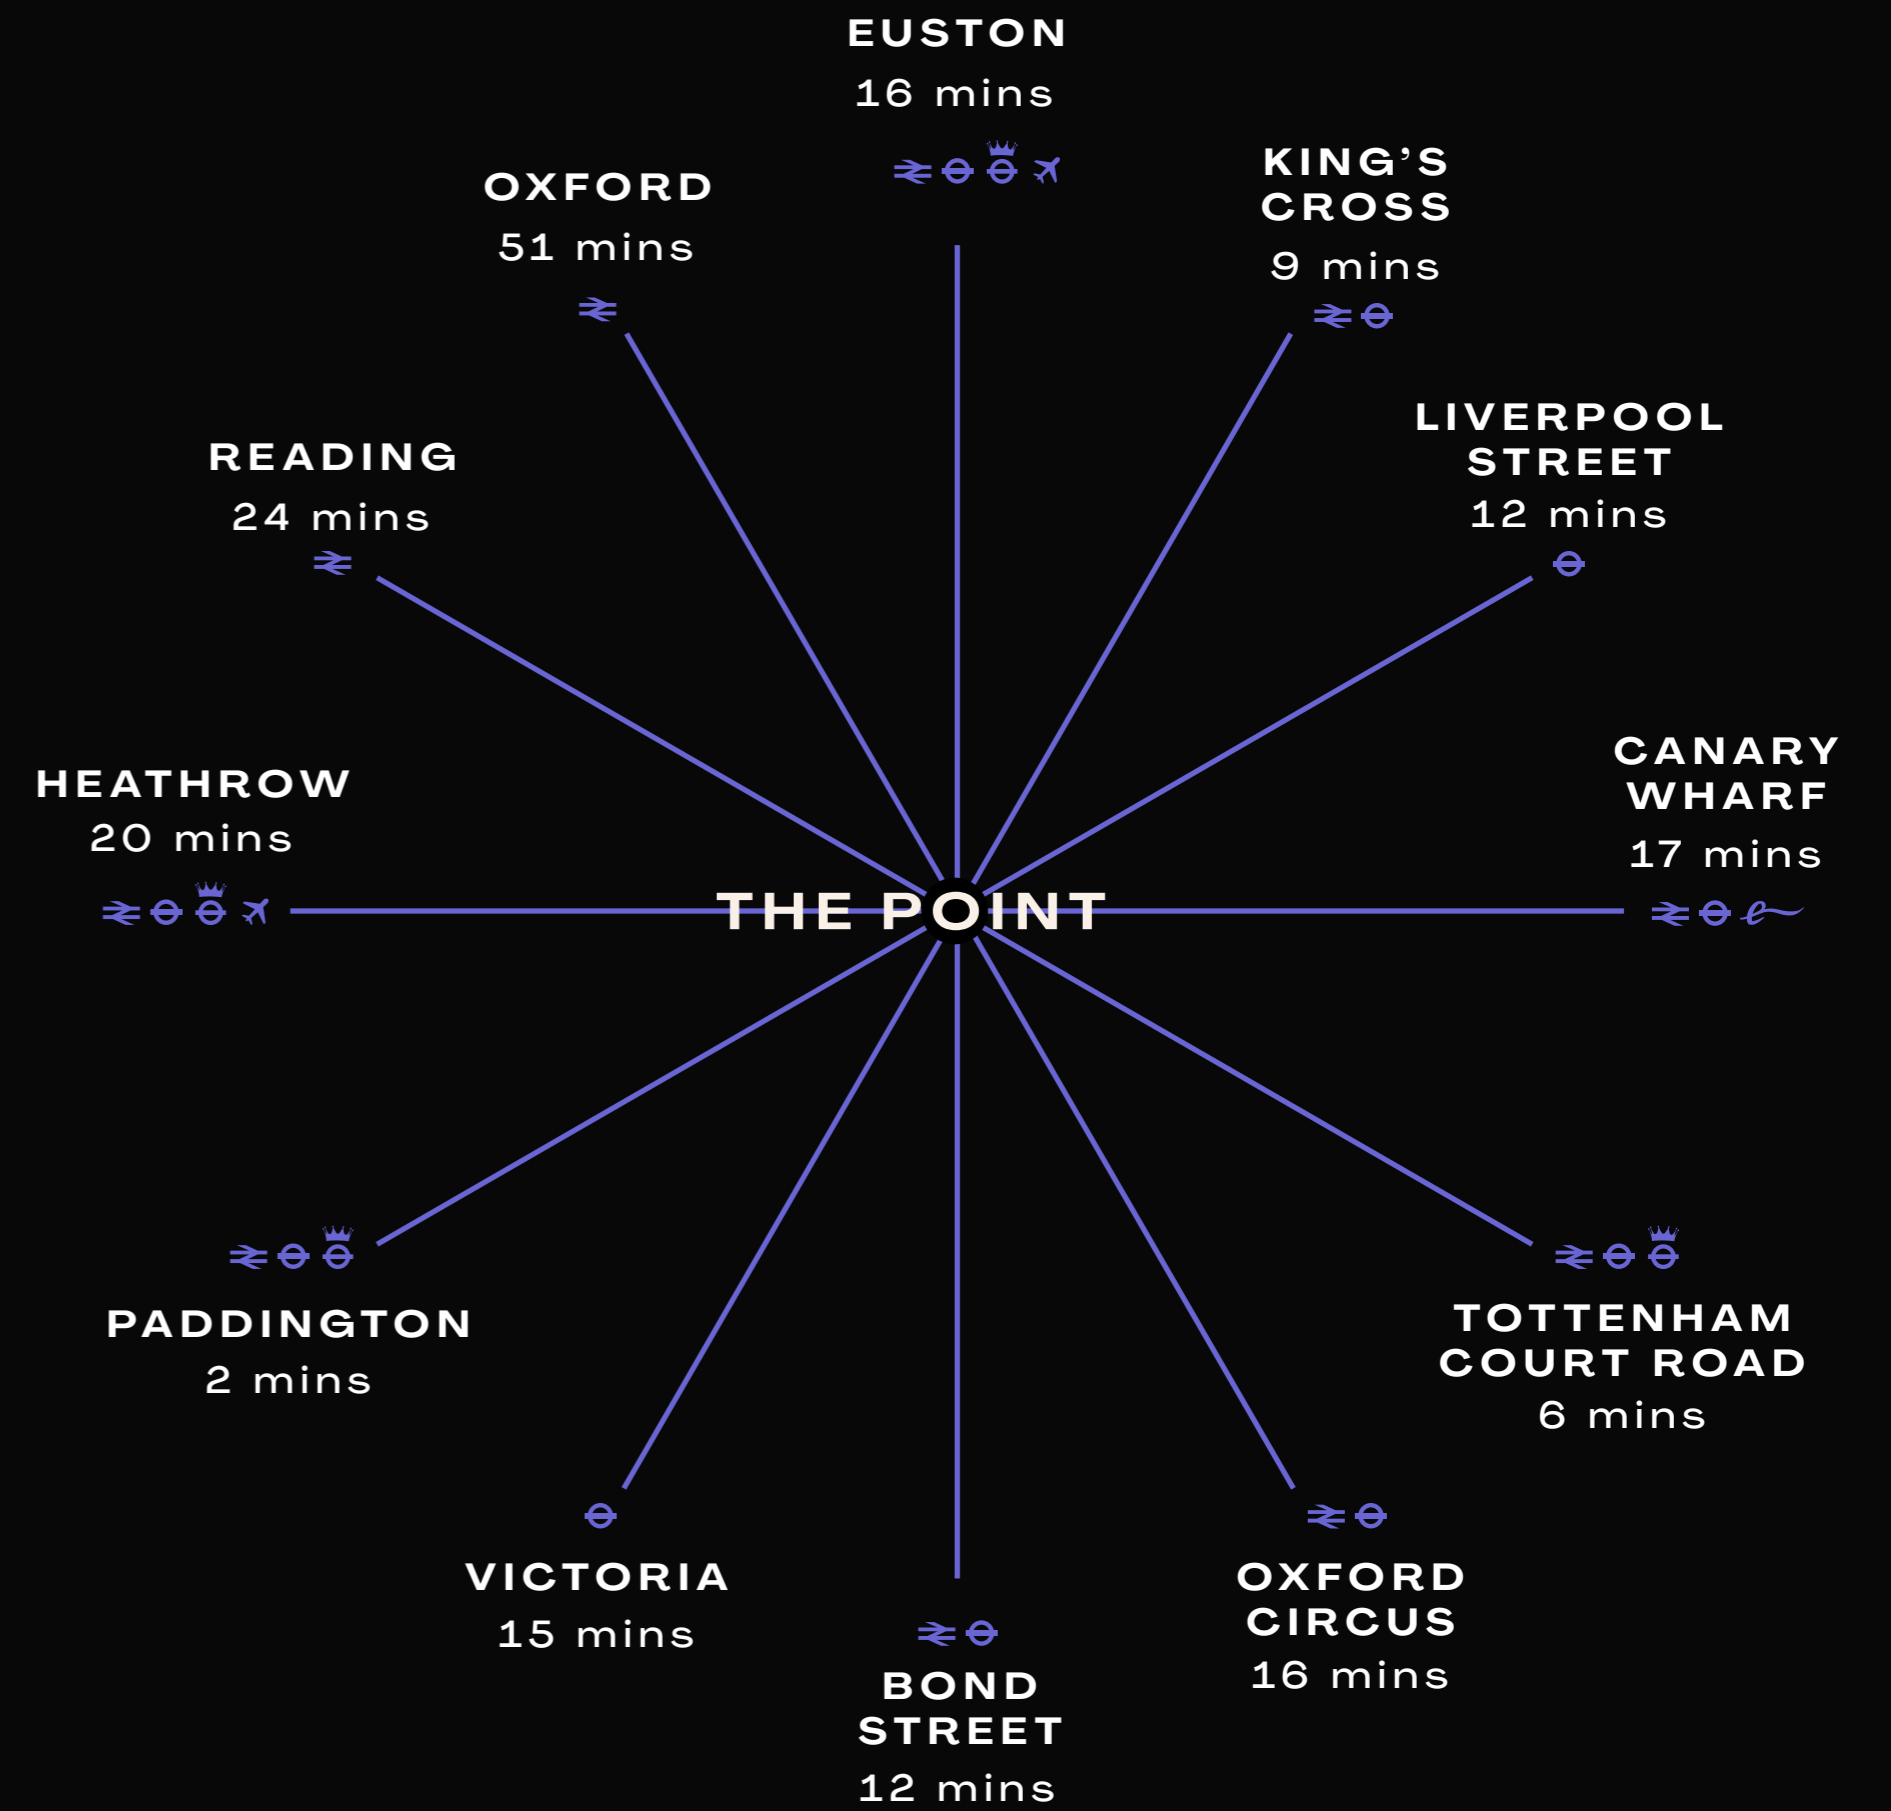 EUSTON
16 mins
KING’S
CROSS
9 mins
OXFORD
51 mins
LIVERPOOL
STREET
12 mins
READING
24 mins
CANARY
WHARF
17 mins
HEATHROW
20 mins
THE POINT
PADDINGTON
2 mins
TOTTENHAM
COURT ROAD
6 mins
VICTORIA
15 mins
OXFORD
CIRCUS
16 mins
BOND
STREET
12 mins